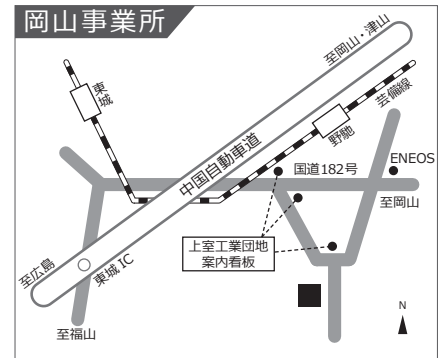 岡山事業所
至岡山・津山
東城
芸備線
野馳
中国自動車道
ENEOS
国道182号
至岡山
上室工業団地
案内看板
至広島
東城 IC
至福山
N